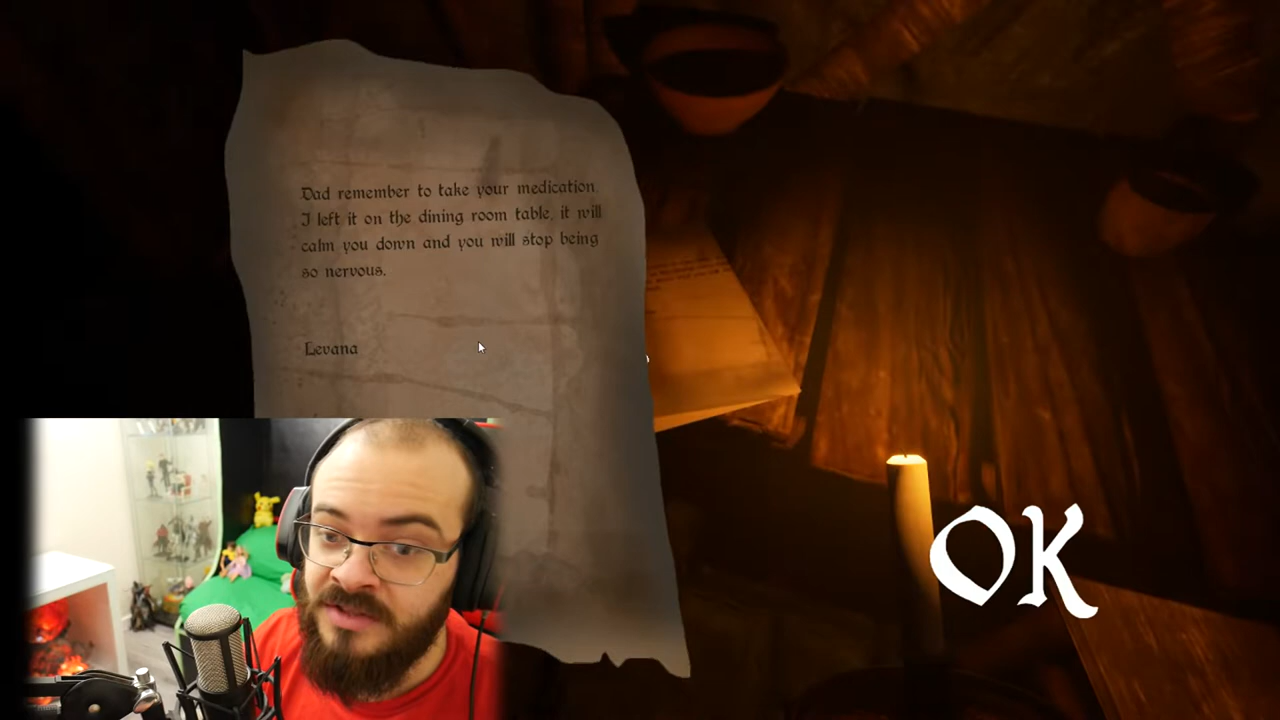 Dad remember to take your medication.
I left it on the dining room table, it will
calm you down and you will stop being
so nervous.
Levana
OK